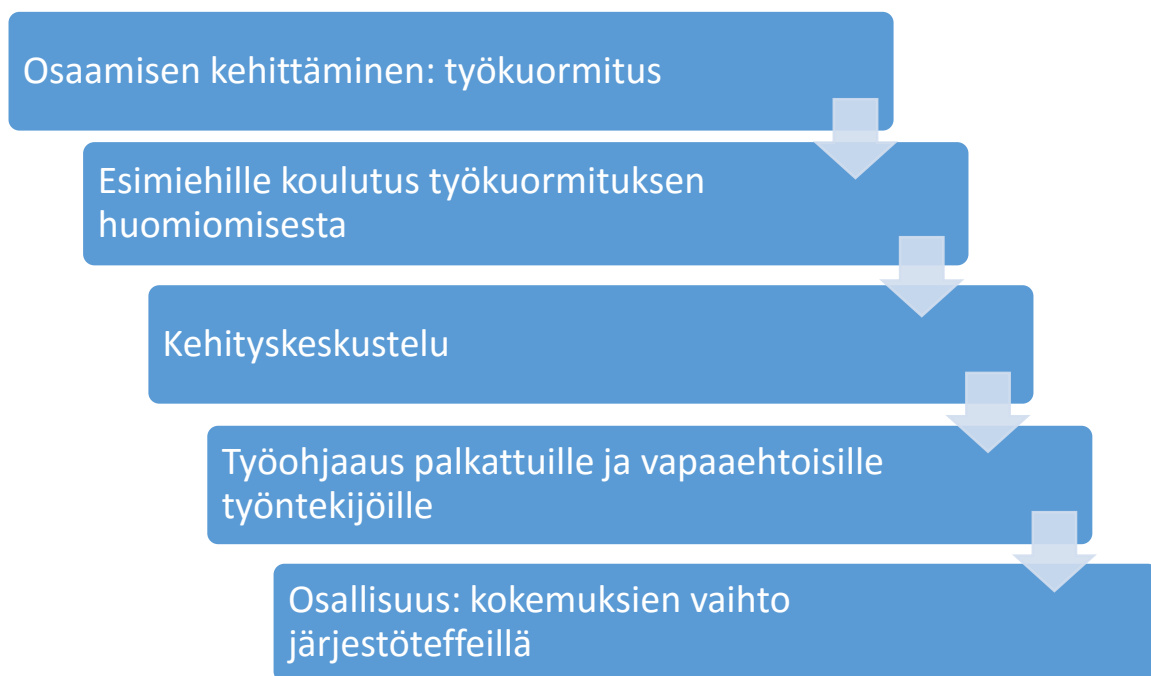 Osaamisen kehittäminen: työkuormitus
Esimiehille koulutus työkuormituksen
huomiomisesta
Kehityskeskustelu
Työohjaaus palkattuille ja vapaaehtoisille
työntekijöille
Osallisuus: kokemuksien vaihto
järjestöteffeillä